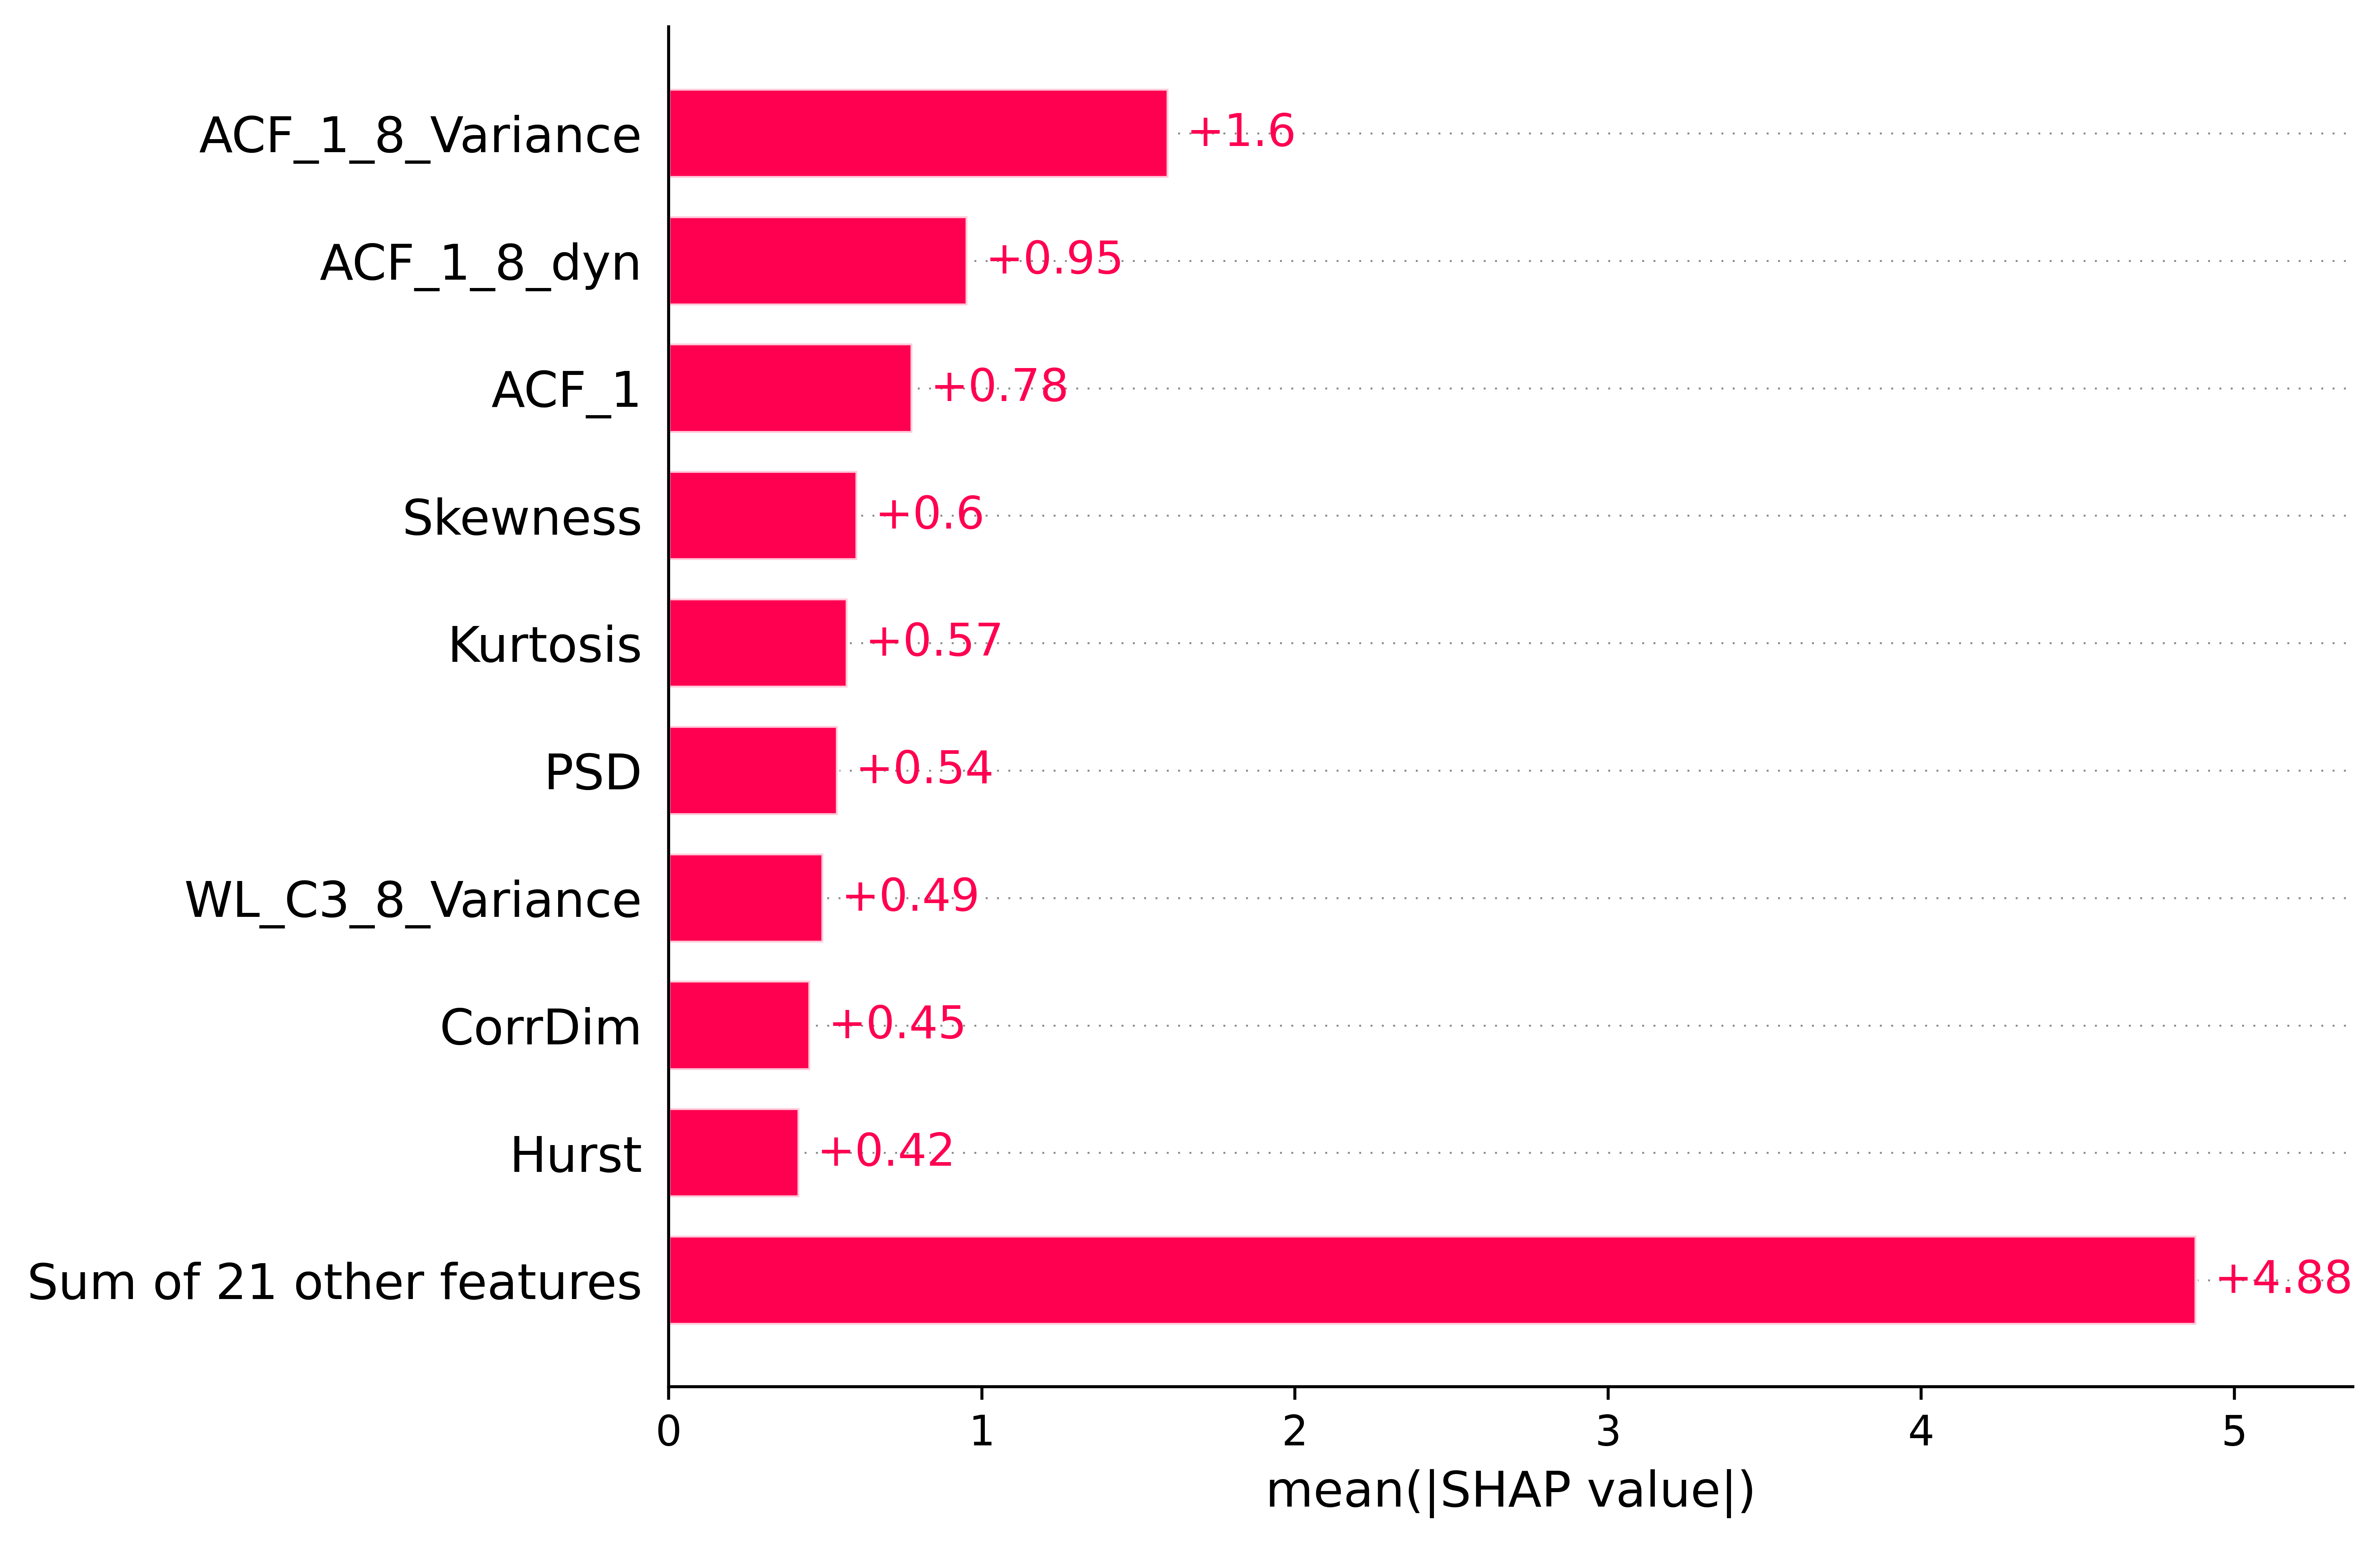 ACF_1_8_Variance +1.6
ACF_1_8_dyn +0.95
ACF_1 +0.78
Skewness +0.6
Kurtosis +0.57
PSD +0.54
WL_C3_8_Variance +0.49
CorrDim +0.45
Hurst +0.42
Sum of 21 other features +4.88
0 1 2 3 4 5
mean(|SHAP value|)